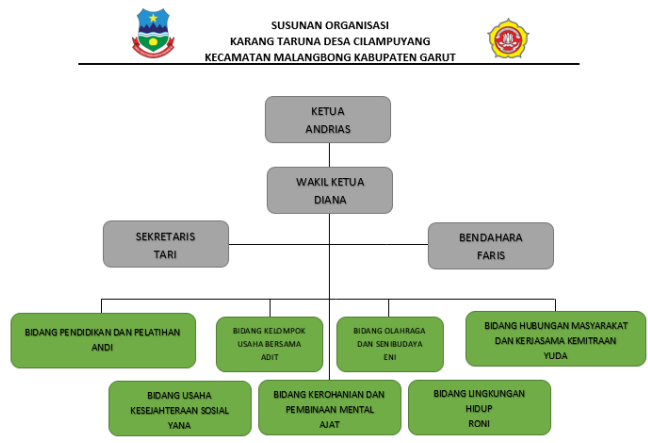 SUSUNAN ORGANISASI
KARANG TARUNA DESA CILAMPUYANG
KECAMATAN MALANGBONG KABUPATEN GARUT
KETUA
ANDRIAS
WAKIL KETUA
DIANA
SEKRETARIS
TARI
BENDAHARA
FARIS
BIDANG PENDIDIKAN DAN PELATIHAN
ANDI
BIDANG KELOMPOK
USAHA BERSAMA
ADIT
BIDANG OLAHRAGA
DAN SENIBUDAYA
ENI
BIDANG HUBUNGAN MASYARAKAT
DAN KERJASAMA KEMITRAAN
YUDA
BIDANG USAHA
KESEJAHTERAAN SOSIAL
YANA
BIDANG KEROHANIAN DAN
PEMBINAAN MENTAL
AJAT
BIDANG LINGKUNGAN
HIDUP
RONI